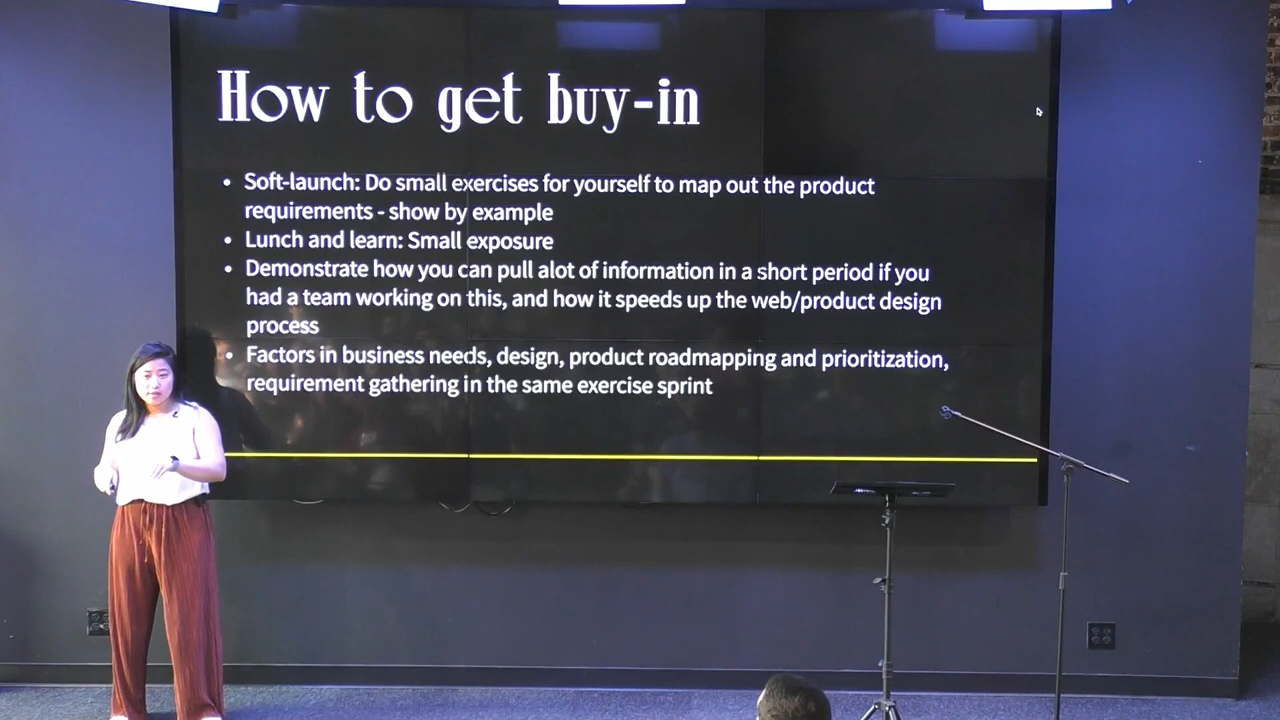 How to get buy-in
• Soft-launch: Do small exercises for yourself to map out the product
requirements - show by example
• Lunch and learn: Small exposure
• Demonstrate how you can pull alot of information in a short period if you
had a team working on this, and how it speeds up the web/product design
process
• Factors in business needs, design, product roadmapping and prioritization,
requirement gathering in the same exercise sprint